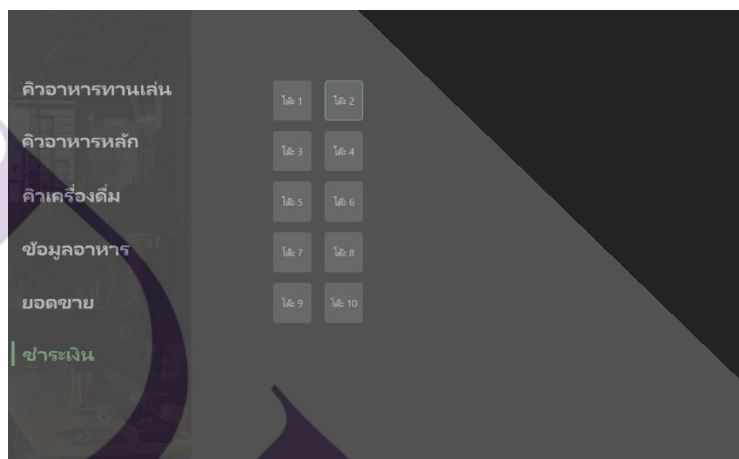 คิวอาหารทานเล่น
คิวอาหารหลัก
คิวเครื่องดื่ม
ข้อมูลอาหาร
ยอดขาย
ชำระเงิน
โต๊ะ 1 โต๊ะ 2
โต๊ะ 3 โต๊ะ 4
โต๊ะ 5 โต๊ะ 6
โต๊ะ 7 โต๊ะ 8
โต๊ะ 9 โต๊ะ 10